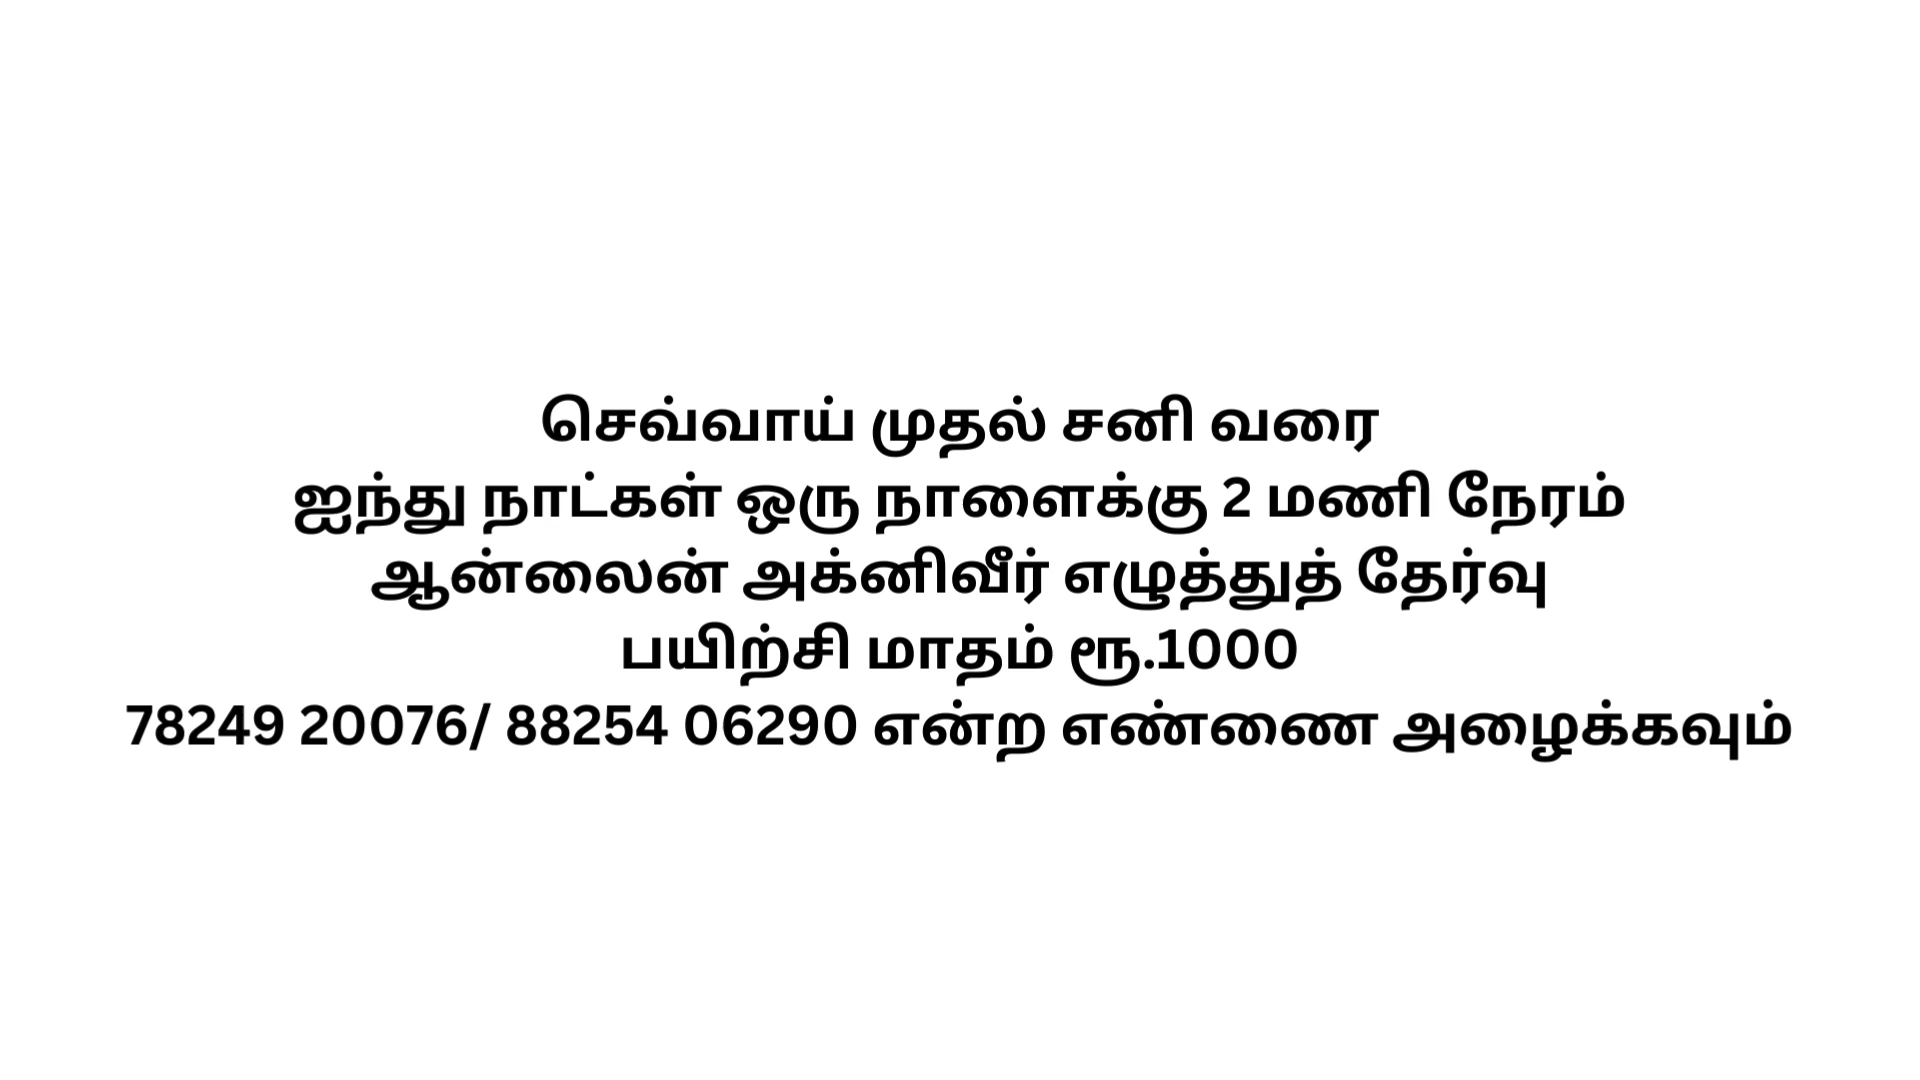 செவ்வாய் முதல் சனி வரை
ஐந்து நாட்கள் ஒரு நாளைக்கு 2 மணி நேரம்
ஆன்லைன் அக்னிவீர் எழுத்துத் தேர்வு
பயிற்சி மாதம் ரூ.1000
78249 20076/ 88254 06290 என்ற எண்ணை அழைக்கவும்